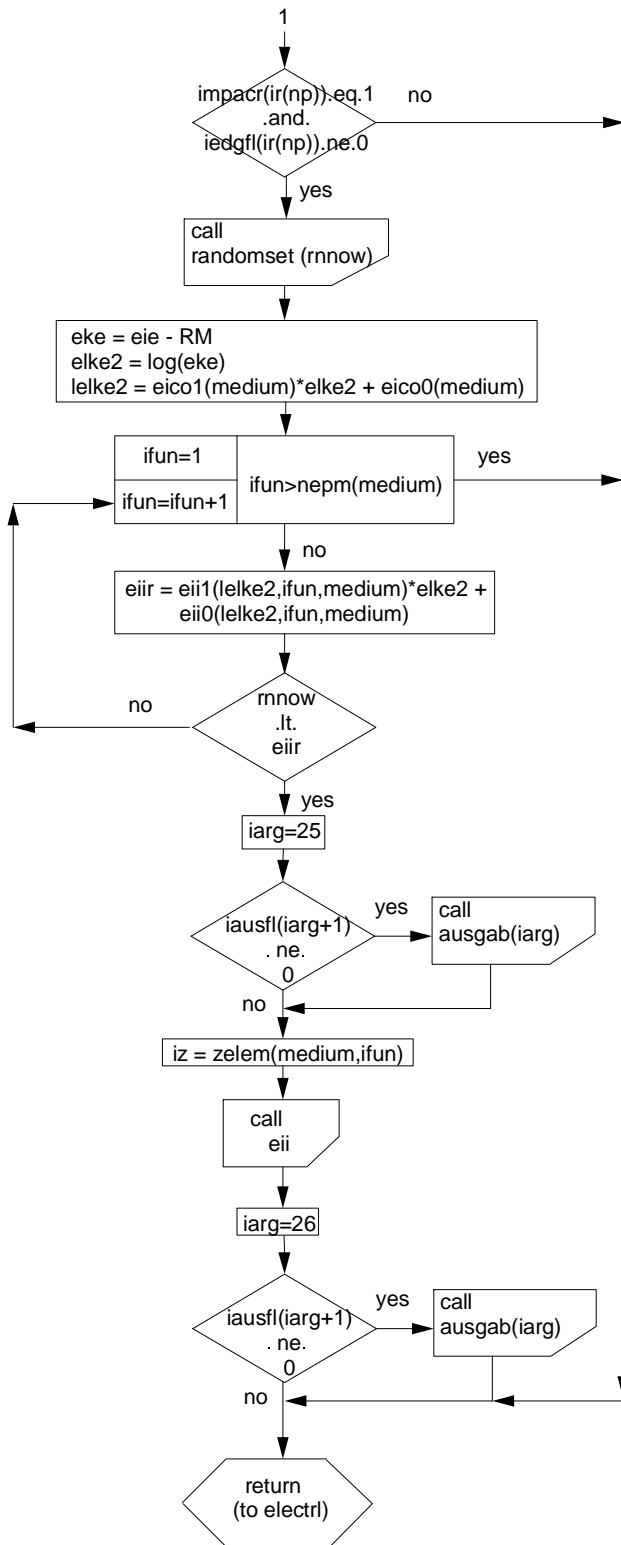 1
impacr(ir(np)).eq.1
.and.
iedgfl(ir(np)).ne.0
no
yes
call
randomset (rnnow)
eke = eie - RM
elke2 = log(eke)
lelke2 = eico1(medium)*elke2 + eico0(medium)
ifun=1
ifun=ifun+1
ifun>nepm(medium)
yes
no
eiir = eii1(lelke2,ifun,medium)*elke2 +
eii0(lelke2,ifun,medium)
rnnow
.lt.
eiir
no
yes
iarg=25
iausfl(iarg+1)
. ne.
0
yes
call
ausgab(iarg)
no
iz = zelem(medium,ifun)
call
eii
iarg=26
iausfl(iarg+1)
. ne.
0
yes
call
ausgab(iarg)
no
return
(to electrl)